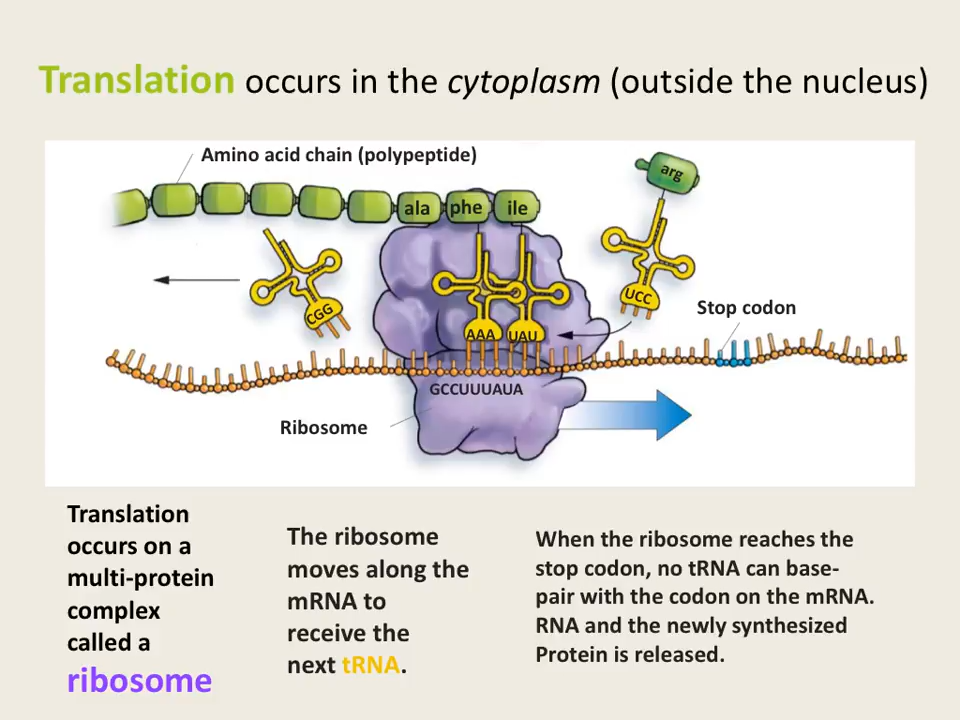 Translation occurs in the cytoplasm (outside the nucleus)
Amino acid chain (polypeptide)
arg
ala phe ile
UCC
CGG
Stop codon
AAA UAU
GCCUUUAUA
Ribosome
Translation
occurs on a
multi-protein
complex
called a
ribosome
The ribosome
moves along the
mRNA to
receive the
next tRNA.
When the ribosome reaches the
stop codon, no tRNA can base-
pair with the codon on the mRNA.
RNA and the newly synthesized
Protein is released.